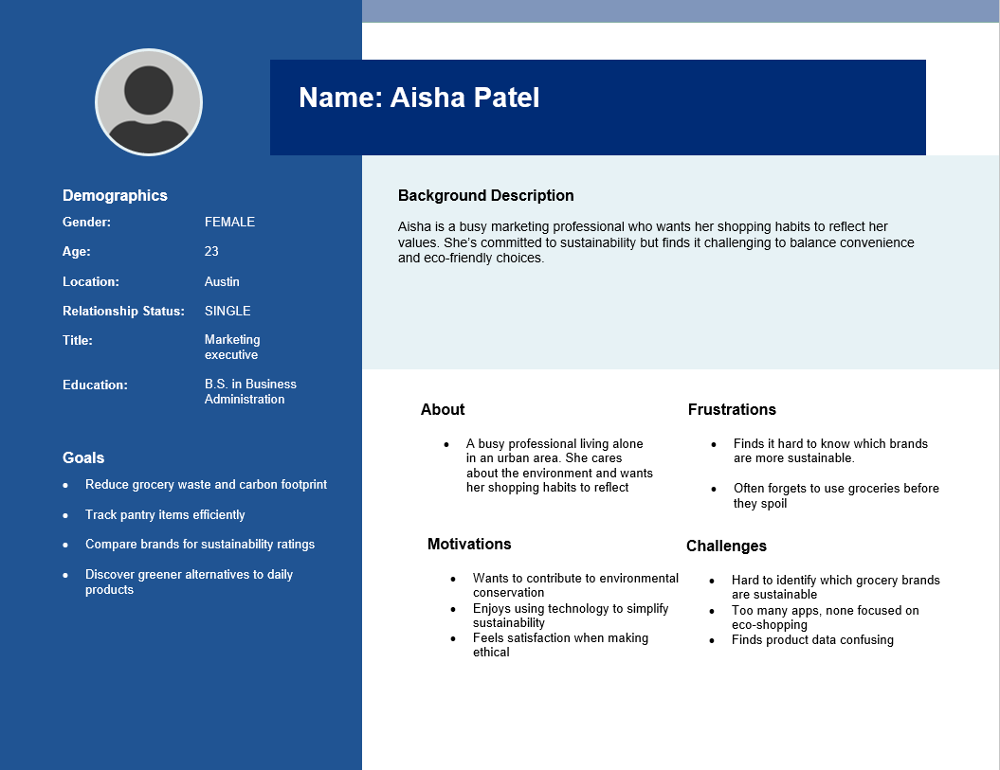 Name: Aisha Patel
Demographics
Gender: FEMALE
Age: 23
Location: Austin
Relationship Status: SINGLE
Title: Marketing
executive
Education: B.S. in Business
Administration
Goals
• Reduce grocery waste and carbon footprint
• Track pantry items efficiently
• Compare brands for sustainability ratings
• Discover greener alternatives to daily
products
Background Description
Aisha is a busy marketing professional who wants her shopping habits to reflect her
values. She's committed to sustainability but finds it challenging to balance convenience
and eco-friendly choices.
About
• A busy professional living alone
in an urban area. She cares
about the environment and wants
her shopping habits to reflect
Frustrations
• Finds it hard to know which brands
are more sustainable.
• Often forgets to use groceries before
they spoil
Motivations
• Wants to contribute to environmental
conservation
• Enjoys using technology to simplify
sustainability
• Feels satisfaction when making
ethical
Challenges
• Hard to identify which grocery brands
are sustainable
• Too many apps, none focused on
eco-shopping
• Finds product data confusing